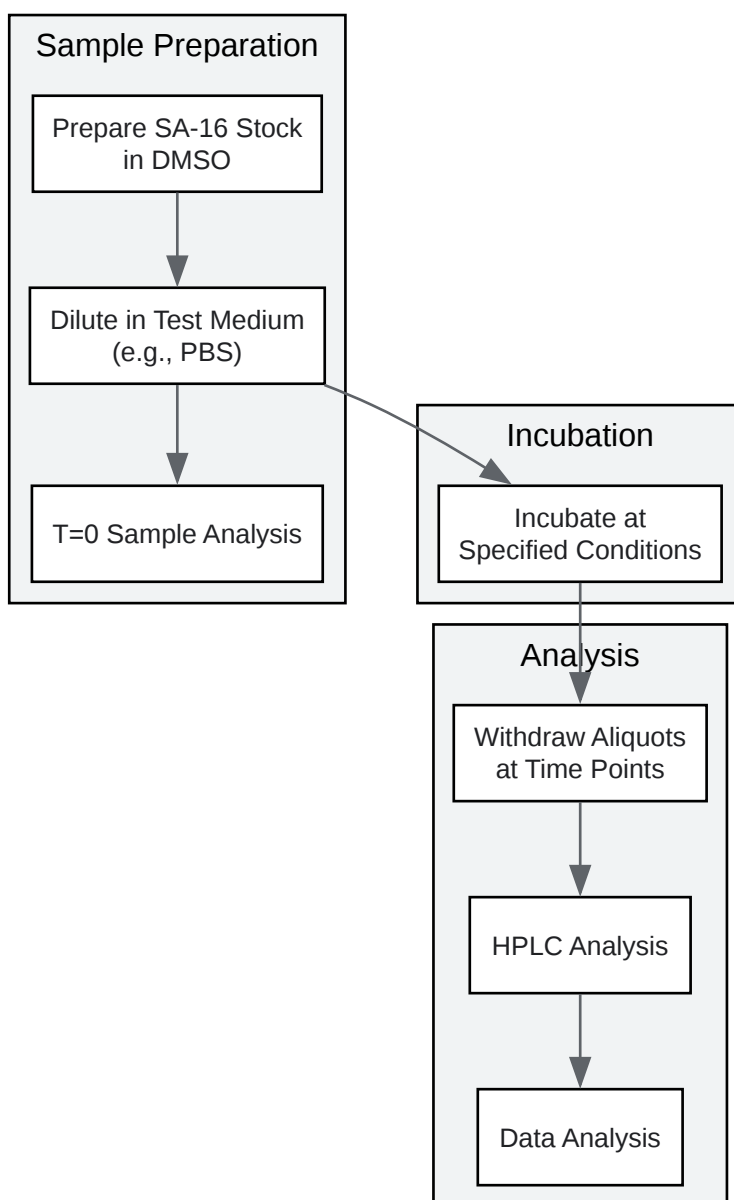 Sample Preparation
Prepare SA-16 Stock
in DMSO
Dilute in Test Medium
(e.g., PBS)
T=0 Sample Analysis
Incubation
Incubate at
Specified Conditions
Analysis
Withdraw Aliquots
at Time Points
HPLC Analysis
Data Analysis